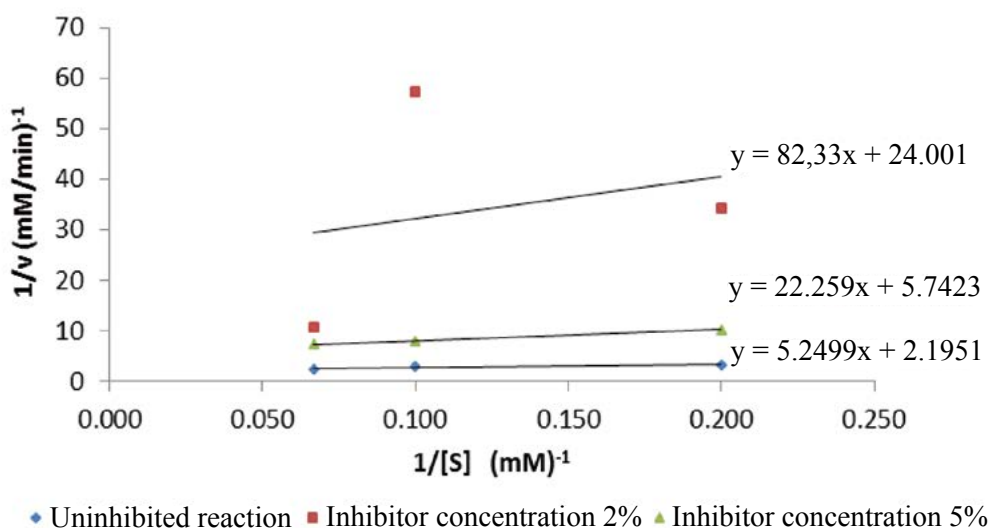 70
60
50
40
30
20
10
0
1/v (mM/min)-1
y = 82,33x + 24.001
y = 22.259x + 5.7423
y = 5.2499x + 2.1951
0.000 0.050 0.100 0.150 0.200 0.250
1/[S] (mM)-1
Uninhibited reaction Inhibitor concentration 2% Inhibitor concentration 5%